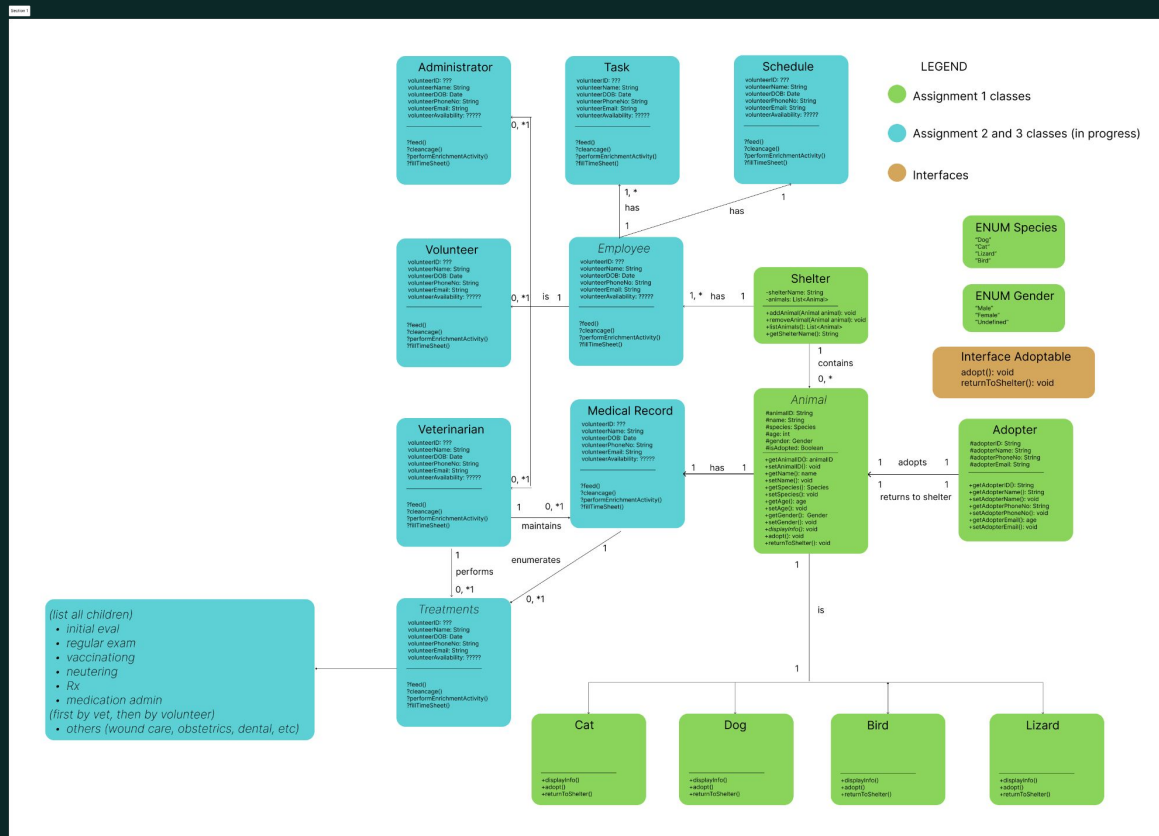 Section 1
Administrator
volunteerID: ???
volunteerName: String
volunteerDOB: Date
volunteerPhoneNo: String
volunteerEmail: String
volunteerAvailability: ?????
?feed()
?cleancage()
?performEnrichmentActivity()
?fillTimeSheet()
Task
volunteerID: ???
volunteerName: String
volunteerDOB: Date
volunteerPhoneNo: String
volunteerEmail: String
volunteerAvailability: ?????
?feed()
?cleancage()
?performEnrichmentActivity()
?fillTimeSheet()
Schedule
volunteerID: ???
volunteerName: String
volunteerDOB: Date
volunteerPhoneNo: String
volunteerEmail: String
volunteerAvailability: ?????
?feed()
?cleancage()
?performEnrichmentActivity()
?fillTimeSheet()
LEGEND
Assignment 1 classes
Assignment 2 and 3 classes (in progress)
Interfaces
0, *1
1, *
has
1
has
1
Volunteer
volunteerID: ???
volunteerName: String
volunteerDOB: Date
volunteerPhoneNo: String
volunteerEmail: String
volunteerAvailability: ?????
?feed()
?cleancage()
?performEnrichmentActivity()
?fillTimeSheet()
0, *1
is
1
Employee
volunteerID: ???
volunteerName: String
volunteerDOB: Date
volunteerPhoneNo: String
volunteerEmail: String
volunteerAvailability: ?????
?feed()
?cleancage()
?performEnrichmentActivity()
?fillTimeSheet()
1, *
has
1
Shelter
-shelterName: String
-animals: List<Animal>
+addAnimal(Animal animal): void
+removeAnimal(Animal animal): void
+listAnimals(): List<Animal>
+getShelterName(): String
ENUM Species
"Dog"
"Cat"
"Lizard"
"Bird"
ENUM Gender
"Male"
"Female"
"Undefined"
Interface Adoptable
adopt(): void
returnToShelter(): void
1
contains
0, *
Veterinarian
volunteerID: ???
volunteerName: String
volunteerDOB: Date
volunteerPhoneNo: String
volunteerEmail: String
volunteerAvailability: ?????
?feed()
?cleancage()
?performEnrichmentActivity()
?fillTimeSheet()
0, *1
1
0, *1
maintains
Medical Record
volunteerID: ???
volunteerName: String
volunteerDOB: Date
volunteerPhoneNo: String
volunteerEmail: String
volunteerAvailability: ?????
?feed()
?cleancage()
?performEnrichmentActivity()
?fillTimeSheet()
1
has
1
Animal
#animalID: String
#name: String
#species: Species
#age: int
#gender: Gender
#isAdopted: Boolean
+getAnimalID(): animalID
+setAnimalID(): void
+getName(): name
+setName(): void
+getSpecies(): Species
+setSpecies(): void
+getAge(): age
+setAge(): void
+getGender(): Gender
+setGender(): void
+displayInfo(): void
+adopt(): void
+returnToShelter(): void
1
adopts
1
1
1
returns to shelter
Adopter
#adopterID: String
#adopterName: String
#adopterPhoneNo: String
#adopterEmail: String
+getAdopterID(): String
+getAdopterName(): String
+setAdopterName(): void
+getAdopterPhoneNo: String
+setAdopterPhoneNo(): void
+getAdopterEmail(): age
+setAdopterEmail(): void
1
performs
0, *1
enumerates
1
0, *1
Treatments
volunteerID: ???
volunteerName: String
volunteerDOB: Date
volunteerPhoneNo: String
volunteerEmail: String
volunteerAvailability: ?????
?feed()
?cleancage()
?performEnrichmentActivity()
?fillTimeSheet()
(list all children)
• initial eval
• regular exam
• vaccinationg
• neutering
• Rx
• medication admin
(first by vet, then by volunteer)
• others (wound care, obstetrics, dental, etc)
1
is
1
Cat
+displayInfo()
+adopt()
+returnToShelter()
Dog
+displayInfo()
+adopt()
+returnToShelter()
Bird
+displayInfo()
+adopt()
+returnToShelter()
Lizard
+displayInfo()
+adopt()
+returnToShelter()